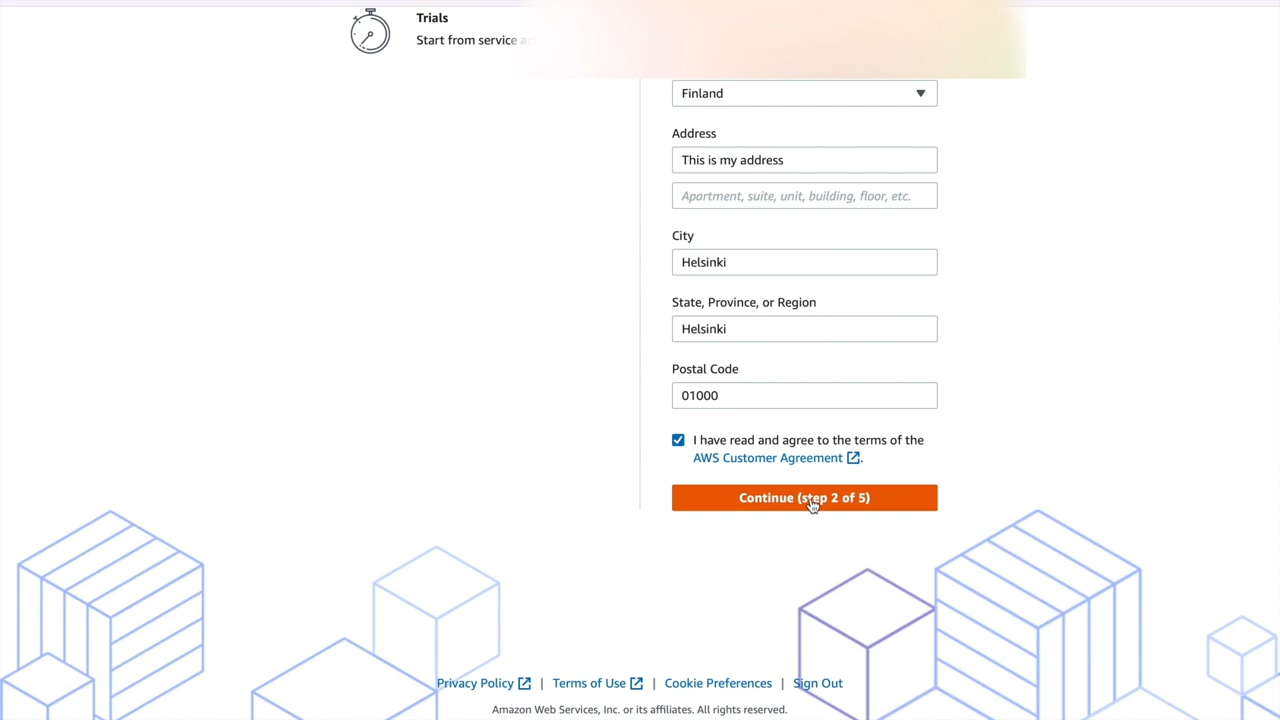 Trials
Start from service
Finland
Address
This is my address
Apartment, suite, unit, building, floor, etc.
City
Helsinki
State, Province, or Region
Helsinki
Postal Code
01000
I have read and agree to the terms of the
AWS Customer Agreement.
Continue (step 2 of 5)
Privacy Policy | Terms of Use | Cookie Preferences | Sign Out
Amazon Web Services, Inc. or its affiliates. All rights reserved.